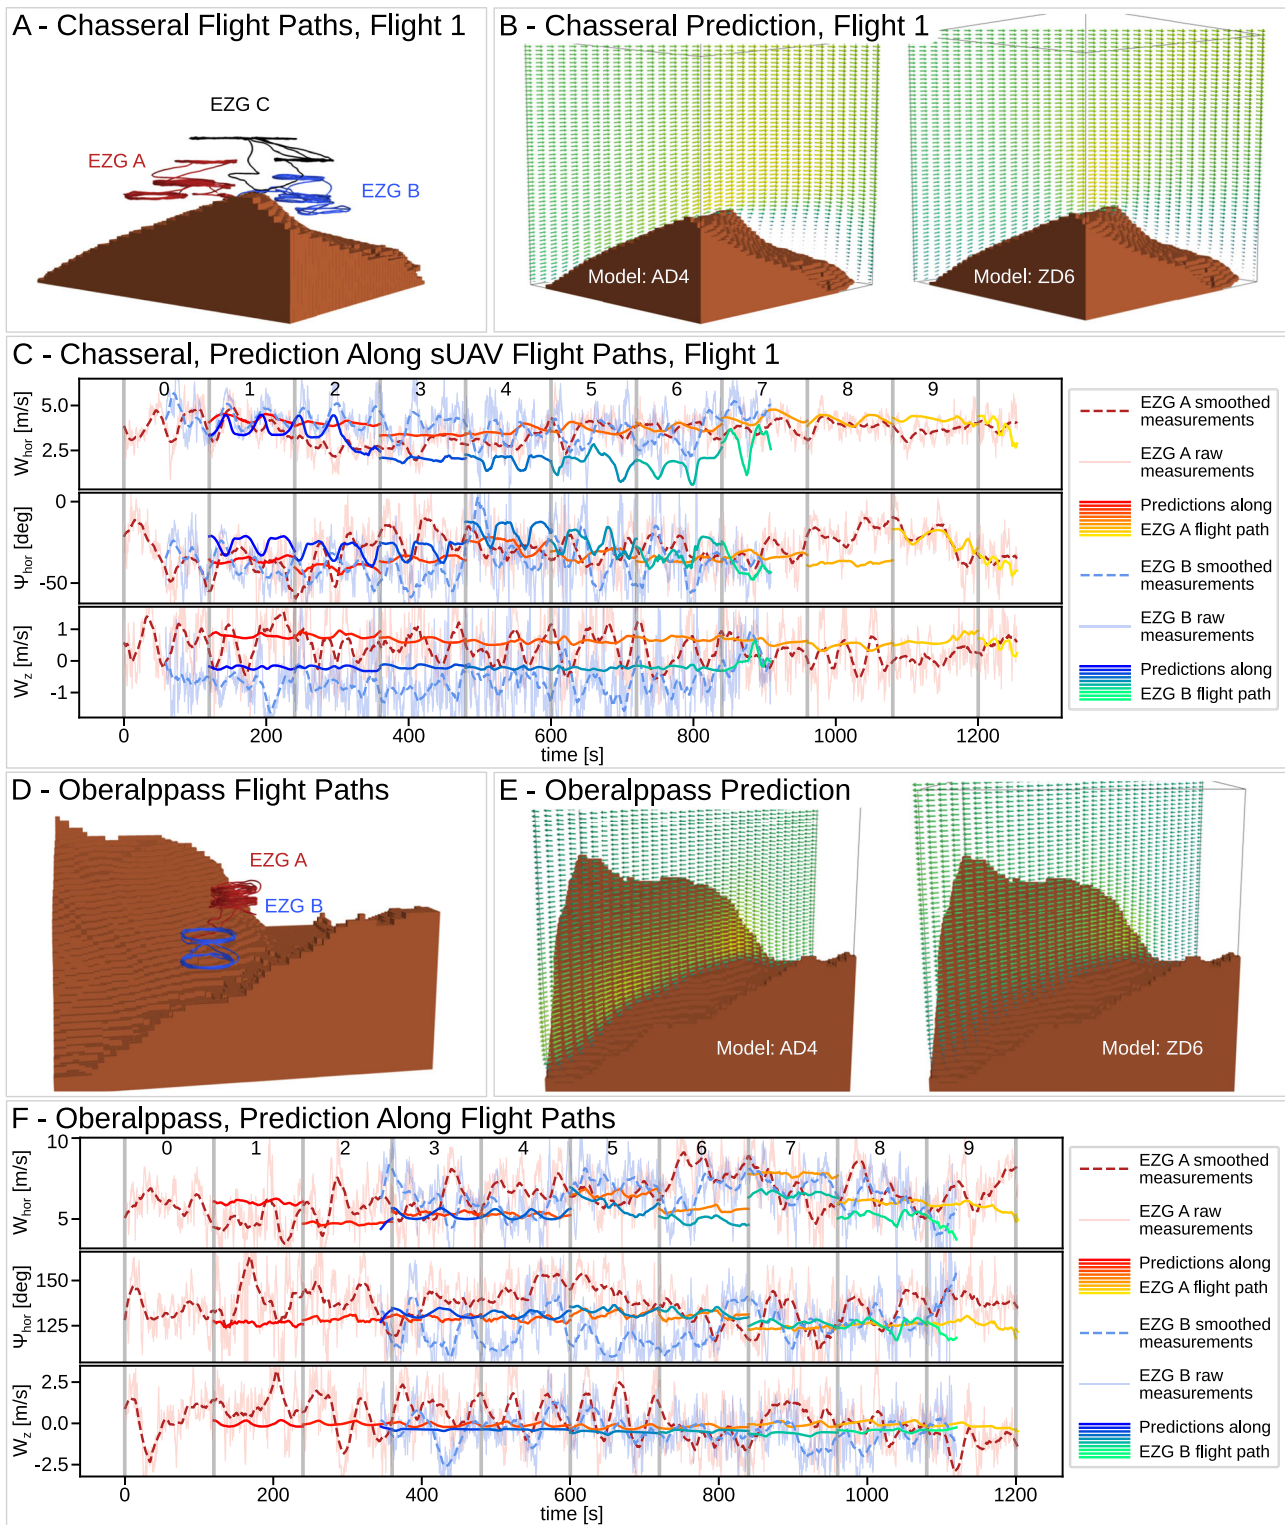 A - Chasseral Flight Paths, Flight 1
EZG C
EZG A
EZG B
B - Chasseral Prediction, Flight 1
Model: AD4
Model: ZD6
C - Chasseral, Prediction Along sUAV Flight Paths, Flight 1
0 1 2 3 4 5 6 7 8 9
W_hor [m/s]
5.0
2.5
Ψ_hor [deg]
0
-50
W_z [m/s]
1
0
-1
0 200 400 600 800 1000 1200
time [s]
EZG A smoothed
measurements
EZG A raw
measurements
Predictions along
EZG A flight path
EZG B smoothed
measurements
EZG B raw
measurements
Predictions along
EZG B flight path
D - Oberalppass Flight Paths
EZG A
EZG B
E - Oberalppass Prediction
Model: AD4
Model: ZD6
F - Oberalppass, Prediction Along Flight Paths
0 1 2 3 4 5 6 7 8 9
W_hor [m/s]
10
5
Ψ_hor [deg]
150
125
W_z [m/s]
2.5
0.0
-2.5
0 200 400 600 800 1000 1200
time [s]
EZG A smoothed
measurements
EZG A raw
measurements
Predictions along
EZG A flight path
EZG B smoothed
measurements
EZG B raw
measurements
Predictions along
EZG B flight path